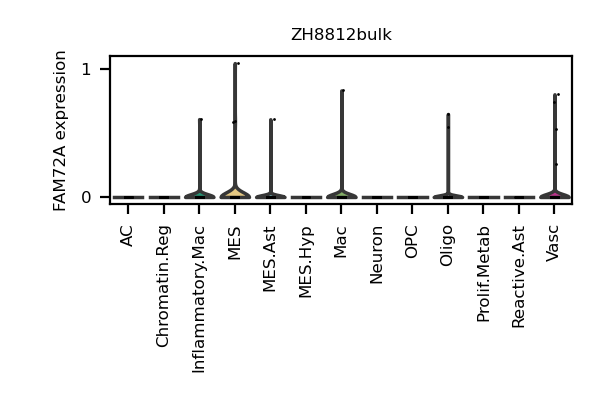 ZH8812bulk
FAM72A expression
1
0
AC
Chromatin.Reg
Inflammatory.Mac
MES
MES.Ast
MES.Hyp
Mac
Neuron
OPC
Oligo
Prolif.Metab
Reactive.Ast
Vasc